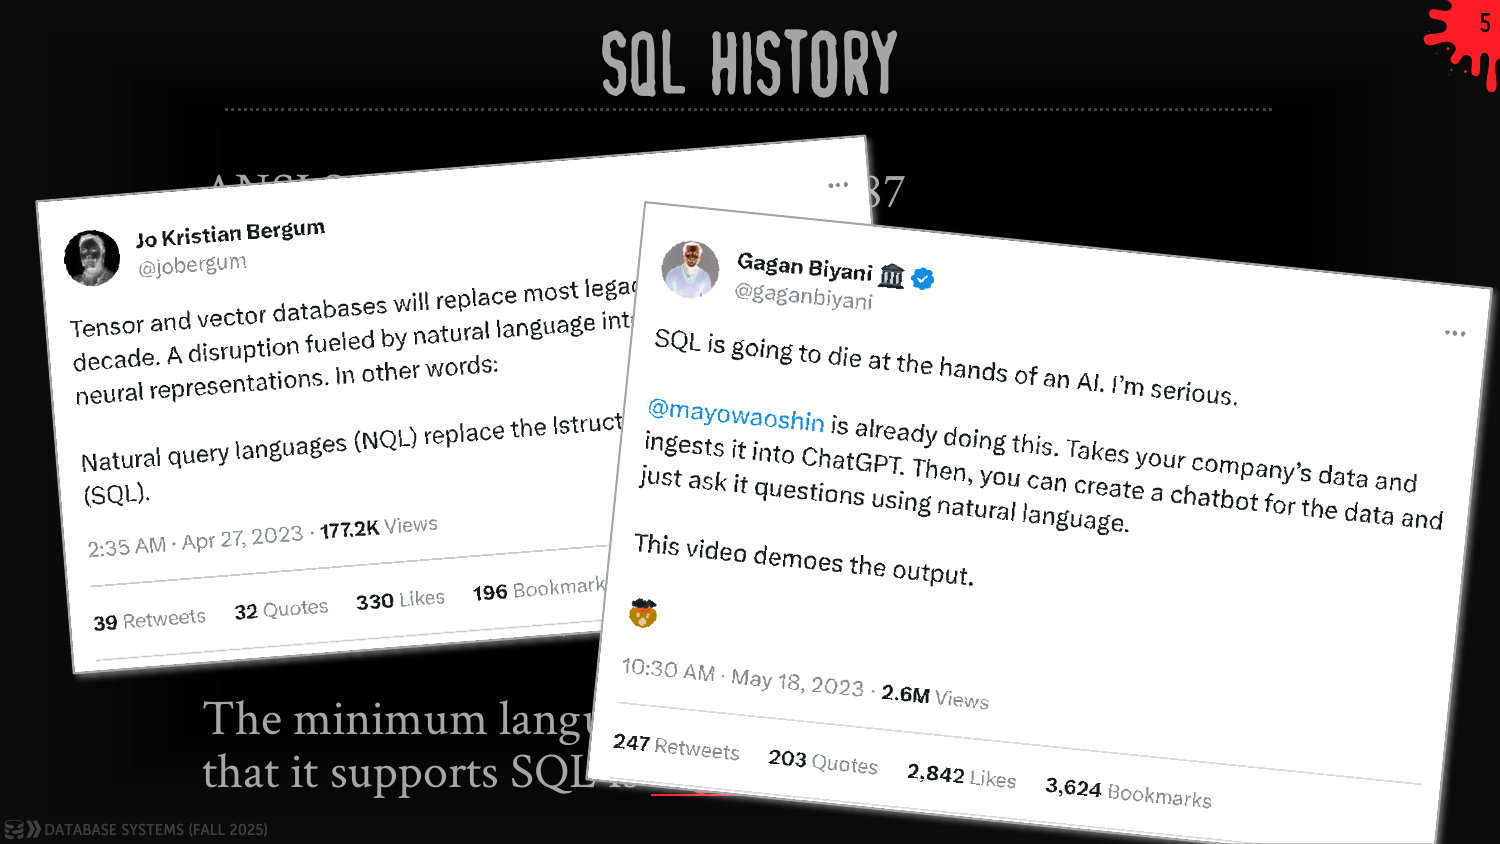 SQL HISTORY
5
87
Jo Kristian Bergum
@jobergum
Tensor and vector databases will replace most
decade. A disruption fueled by natural language
neural representations. In other words:
Natural query languages (NQL) replace the
(SQL).
2:35 AM · Apr 27, 2023 · 177.2K Views
39 Retweets 32 Quotes 330 Likes 196 Bookmark
Gagan Biyani 🏛
@gaganbiyani
SQL is going to die at the hands of an AI. I'm serious.
@mayowaoshin is already doing this. Takes your company's data and
ingests it into ChatGPT. Then, you can create a chatbot for the data and
just ask it questions using natural language.
This video demoes the output.
🤯
10:30 AM · May 18, 2023 · 2.6M Views
247 Retweets 203 Quotes 2,842 Likes 3,624 Bookmarks
The minimum
that it supports SQL is
DATABASE SYSTEMS (FALL 2025)